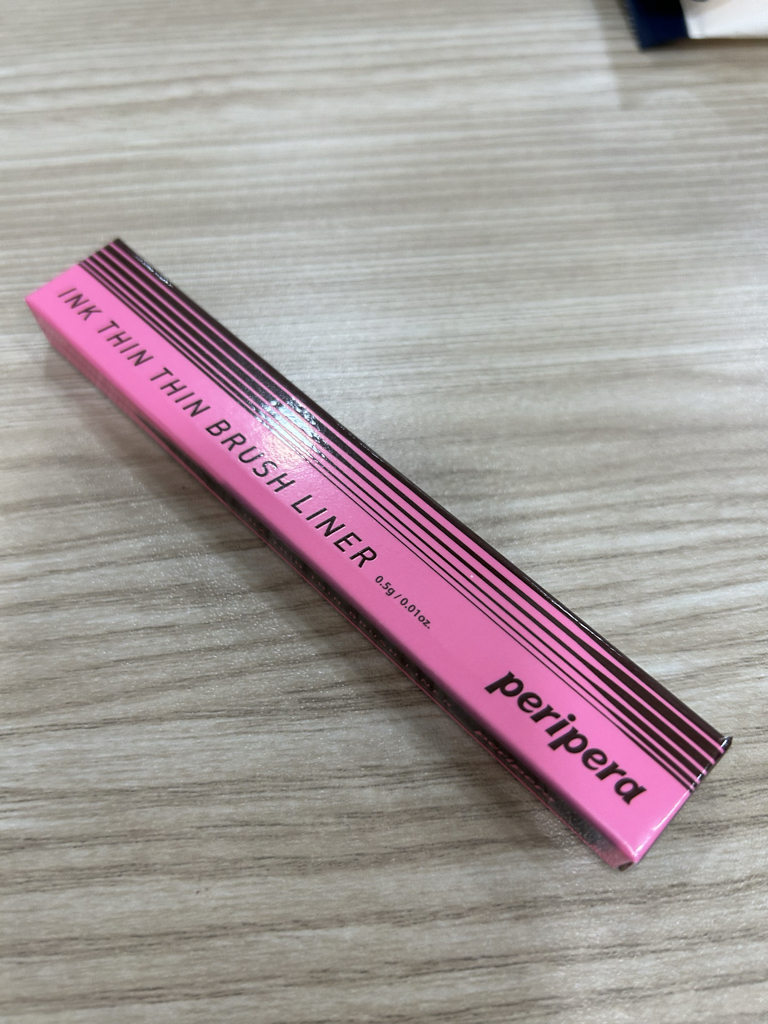 INK THIN THIN BRUSH LINER
0.5g / 0.01oz.
peripera